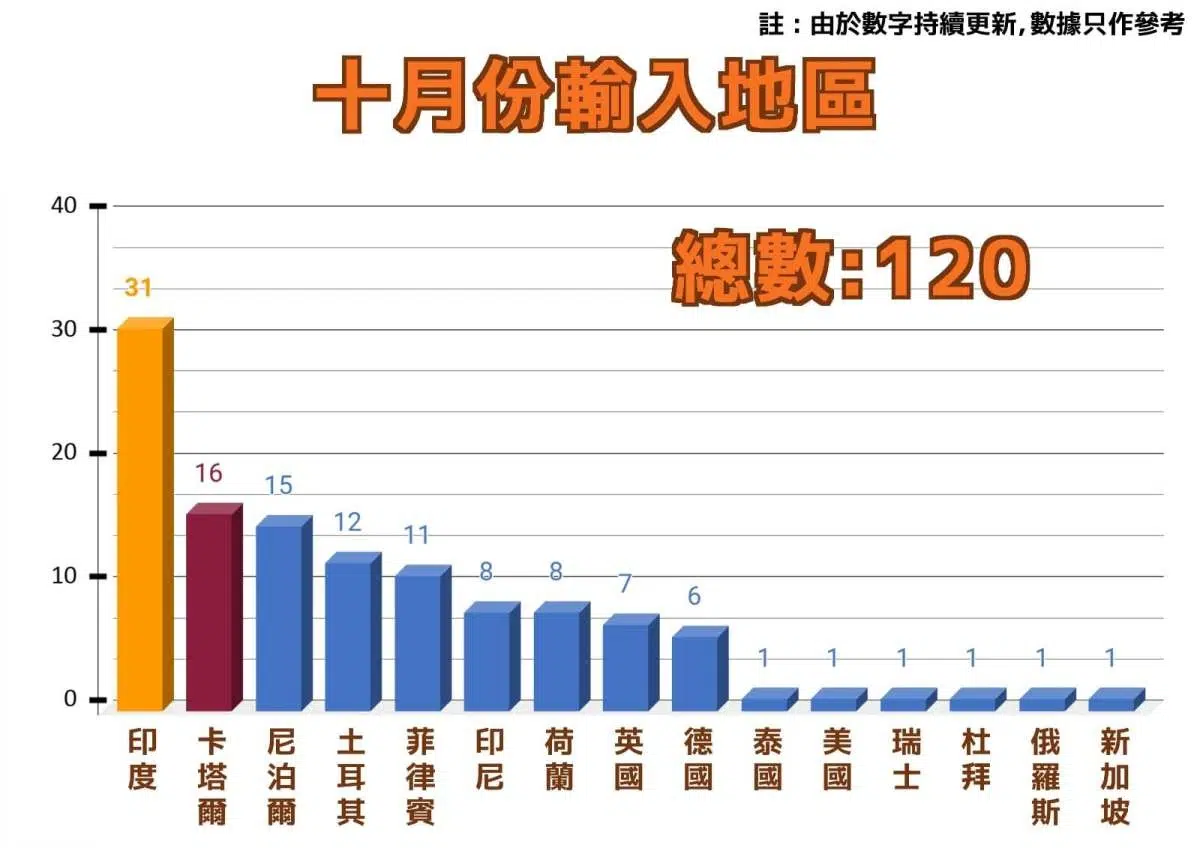 註：由於數字持續更新,數據只作參考
十月份輸入地區
總數:120
40
30
20
10
0
31
16
15
12
11
8
8
7
6
1
1
1
1
1
1
印度
卡塔爾
尼泊爾
土耳其
菲律賓
印尼
荷蘭
英國
德國
泰國
美國
瑞士
杜拜
俄羅斯
新加坡